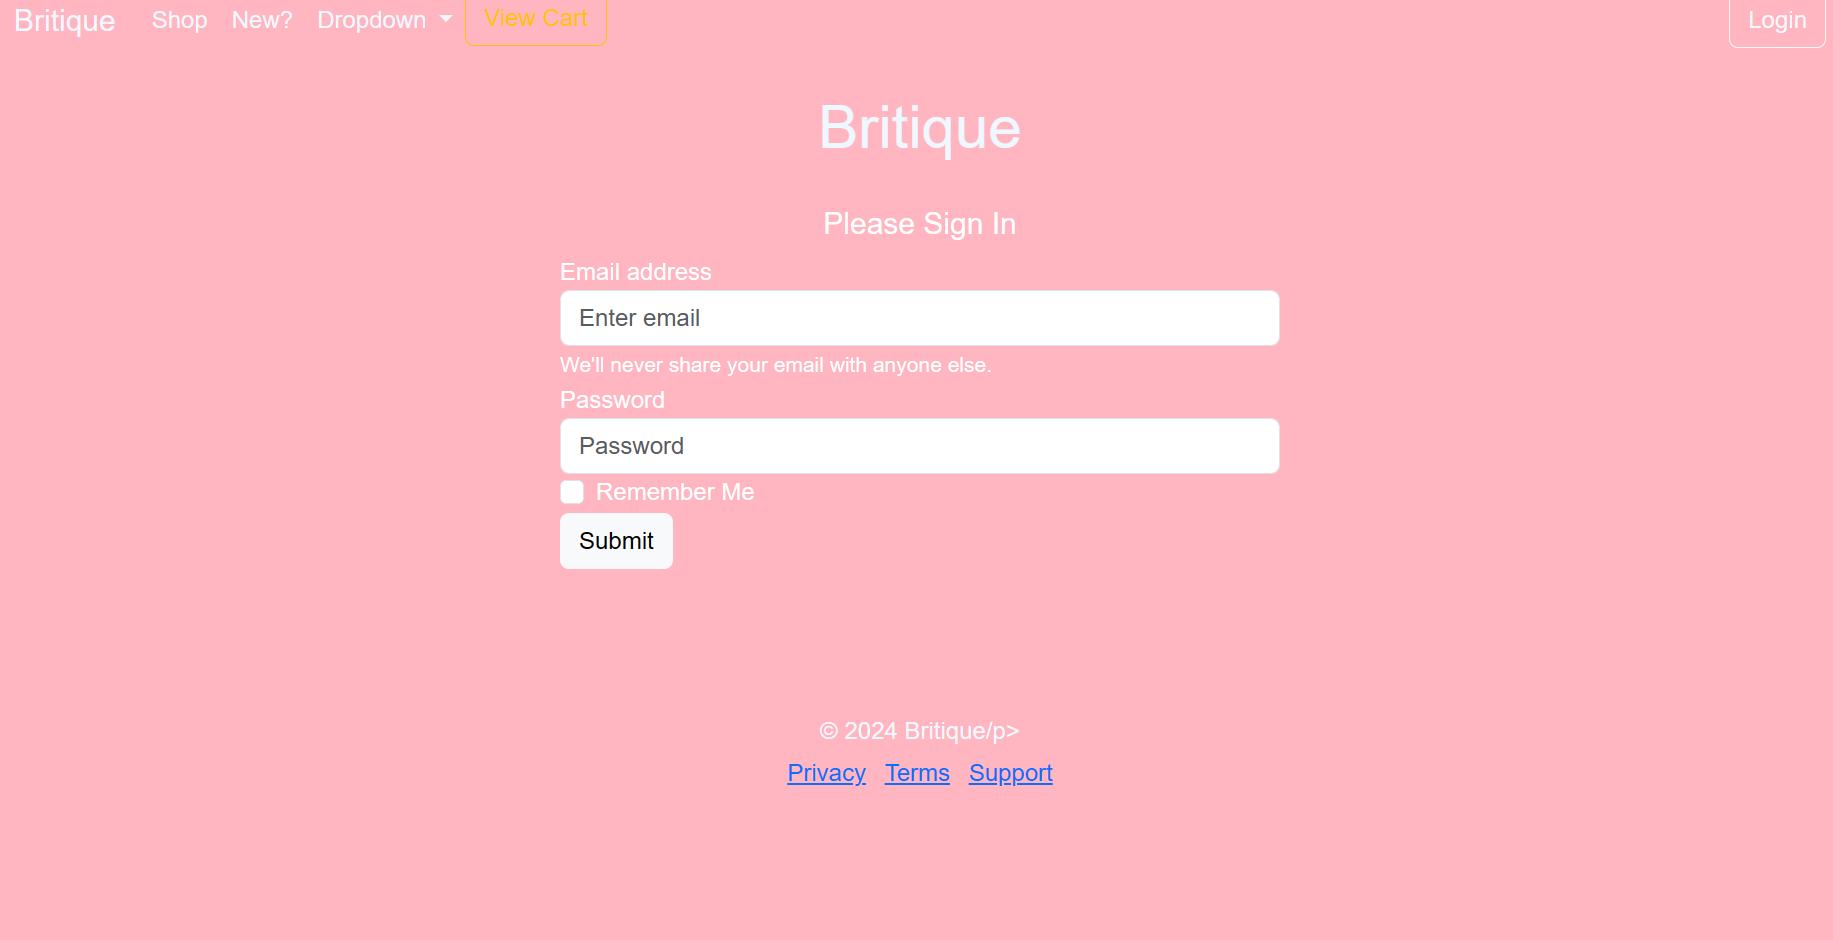 Britique Shop New? Dropdown View Cart Login
Britique
Please Sign In
Email address
Enter email
We'll never share your email with anyone else.
Password
Password
Remember Me
Submit
© 2024 Britique/p>
Privacy Terms Support